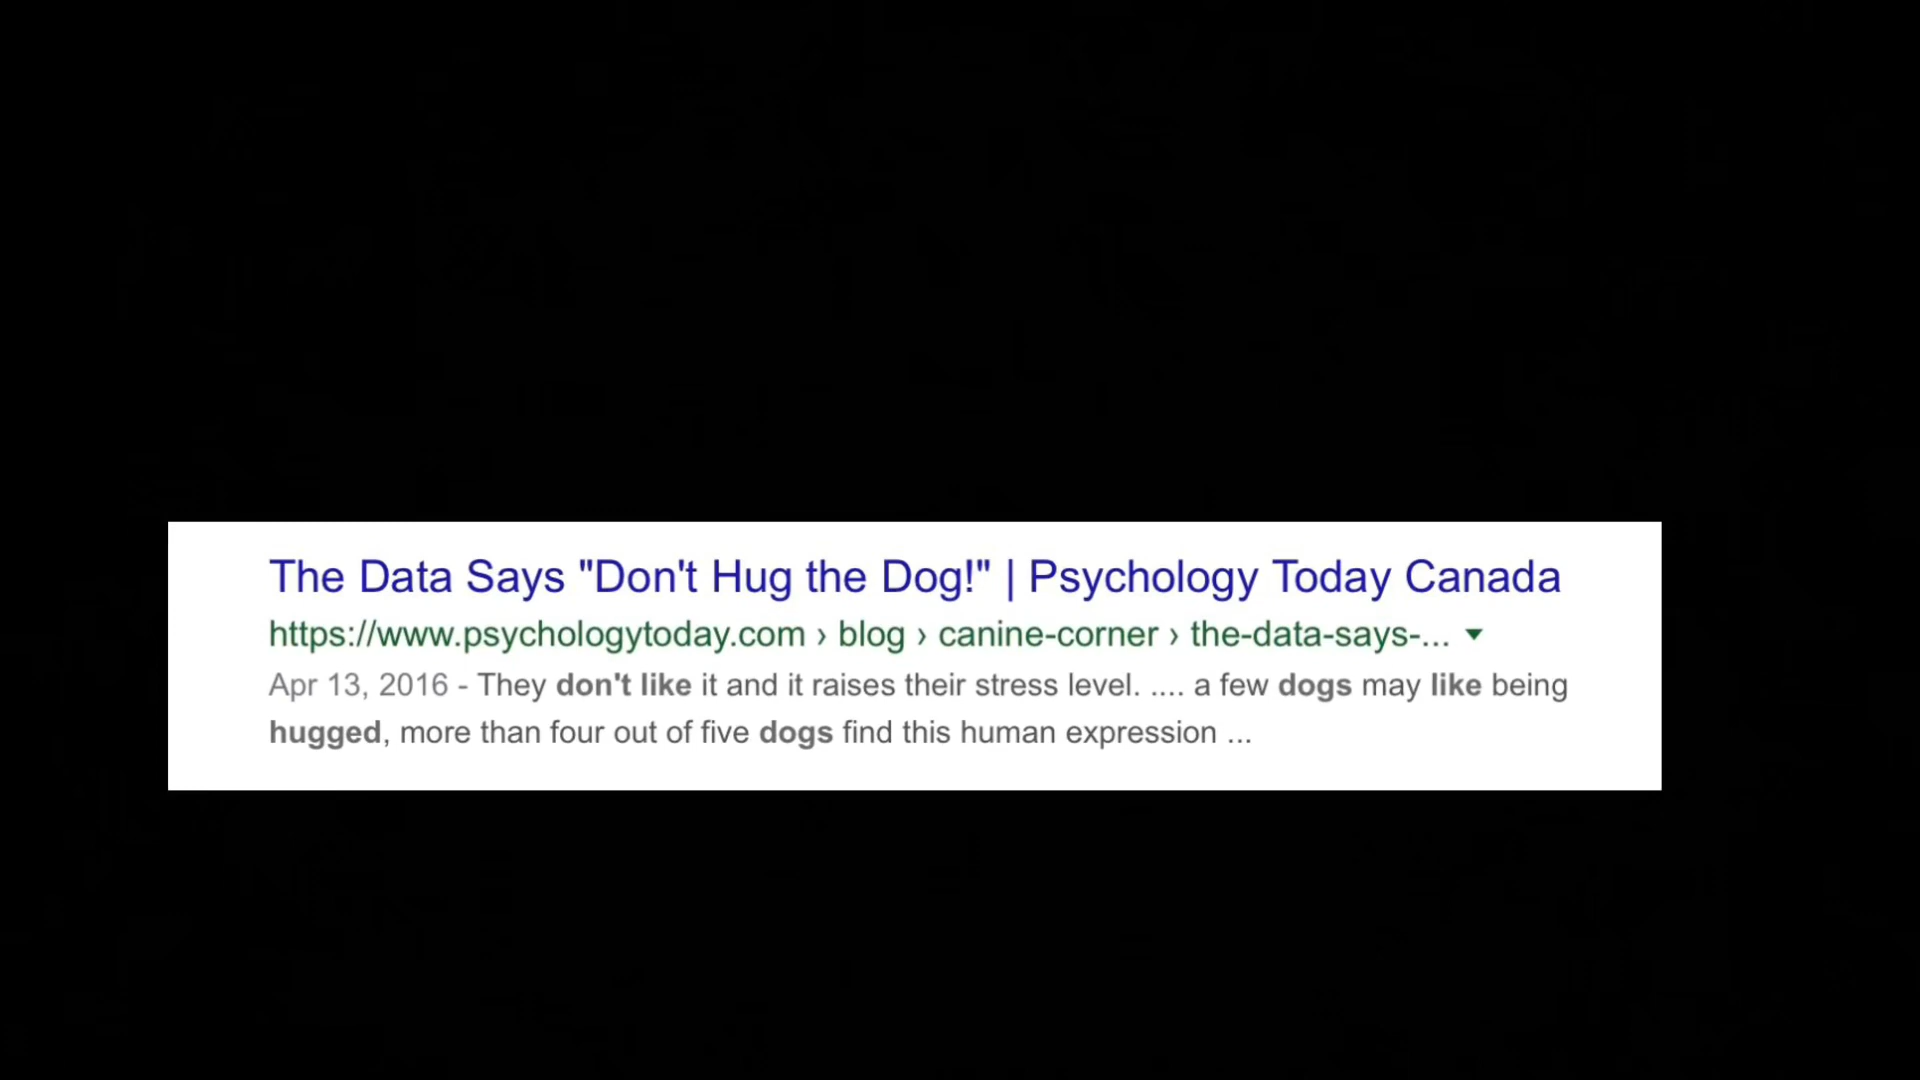 The Data Says "Don't Hug the Dog!" | Psychology Today Canada
https://www.psychologytoday.com › blog › canine-corner › the-data-says-... ▼
Apr 13, 2016 - They don't like it and it raises their stress level. .... a few dogs may like being
hugged, more than four out of five dogs find this human expression ...